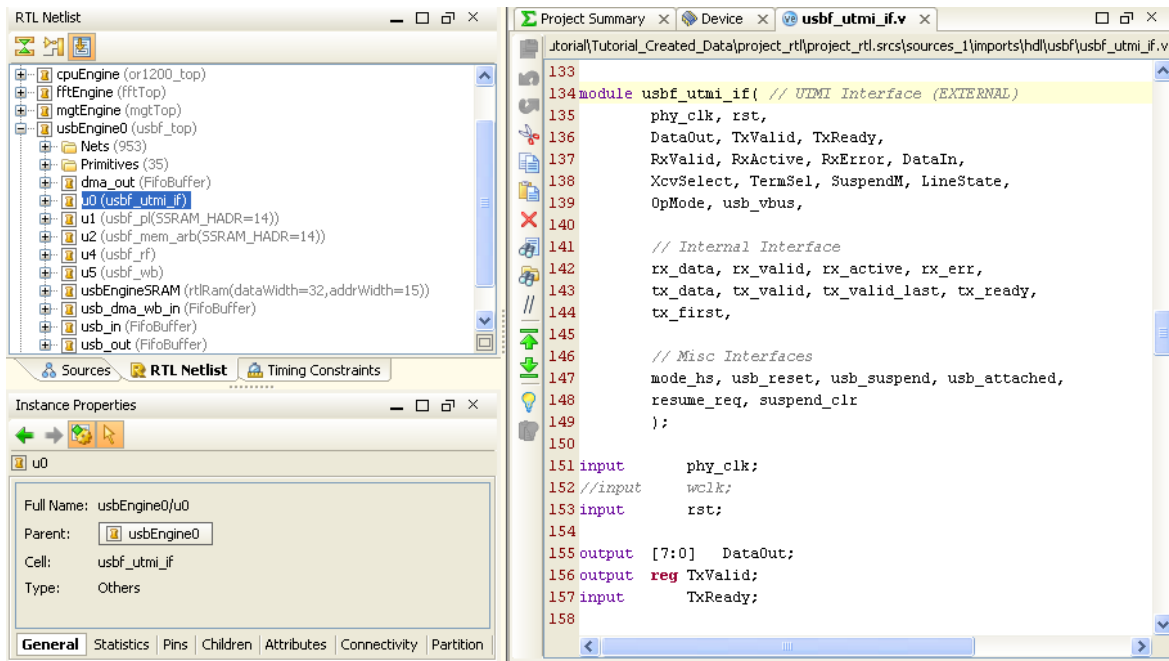 RTL Netlist
cpuEngine (or1200_top)
fftEngine (fftTop)
mgtEngine (mgtTop)
usbEngine0 (usbf_top)
Nets (953)
Primitives (35)
dma_out (FifoBuffer)
u0 (usbf_utmi_if)
u1 (usbf_pl(SSRAM_HADR=14))
u2 (usbf_mem_arb(SSRAM_HADR=14))
u4 (usbf_rf)
u5 (usbf_wb)
usbEngineSRAM (rtlRam(dataWidth=32,addrWidth=15))
usb_dma_wb_in (FifoBuffer)
usb_in (FifoBuffer)
usb_out (FifoBuffer)
Sources RTL Netlist Timing Constraints
Instance Properties
u0
Full Name: usbEngine0/u0
Parent: usbEngine0
Cell: usbf_utmi_if
Type: Others
General Statistics Pins Children Attributes Connectivity Partition
Project Summary Device usbf_utmi_if.v
utorial\Tutorial_Created_Data\project_rtl\project_rtl.srcs\sources_1\imports\hdl\usbf\usbf_utmi_if.v
133
134 module usbf_utmi_if( // UTMI Interface (EXTERNAL)
135 phy_clk, rst,
136 DataOut, TxValid, TxReady,
137 RxValid, RxActive, RxError, DataIn,
138 XcvSelect, TermSel, SuspendM, LineState,
139 OpMode, usb_vbus,
140
141 // Internal Interface
142 rx_data, rx_valid, rx_active, rx_err,
143 tx_data, tx_valid, tx_valid_last, tx_ready,
144 tx_first,
145
146 // Misc Interfaces
147 mode_hs, usb_reset, usb_suspend, usb_attached,
148 resume_req, suspend_clr
149 );
150
151 input phy_clk;
152 //input wclk;
153 input rst;
154
155 output [7:0] DataOut;
156 output reg TxValid;
157 input TxReady;
158